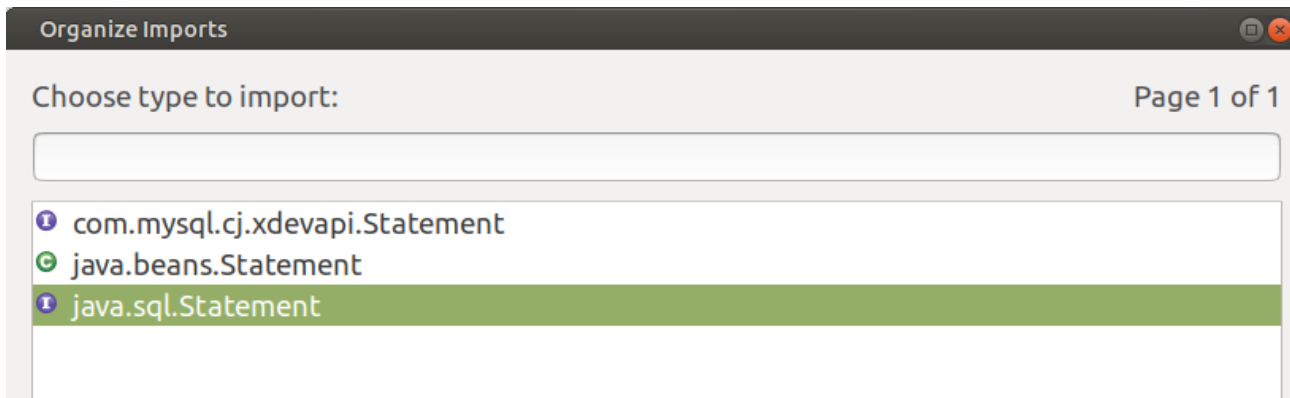 Organize Imports
Choose type to import: Page 1 of 1
I com.mysql.cj.xdevapi.Statement
C java.beans.Statement
I java.sql.Statement